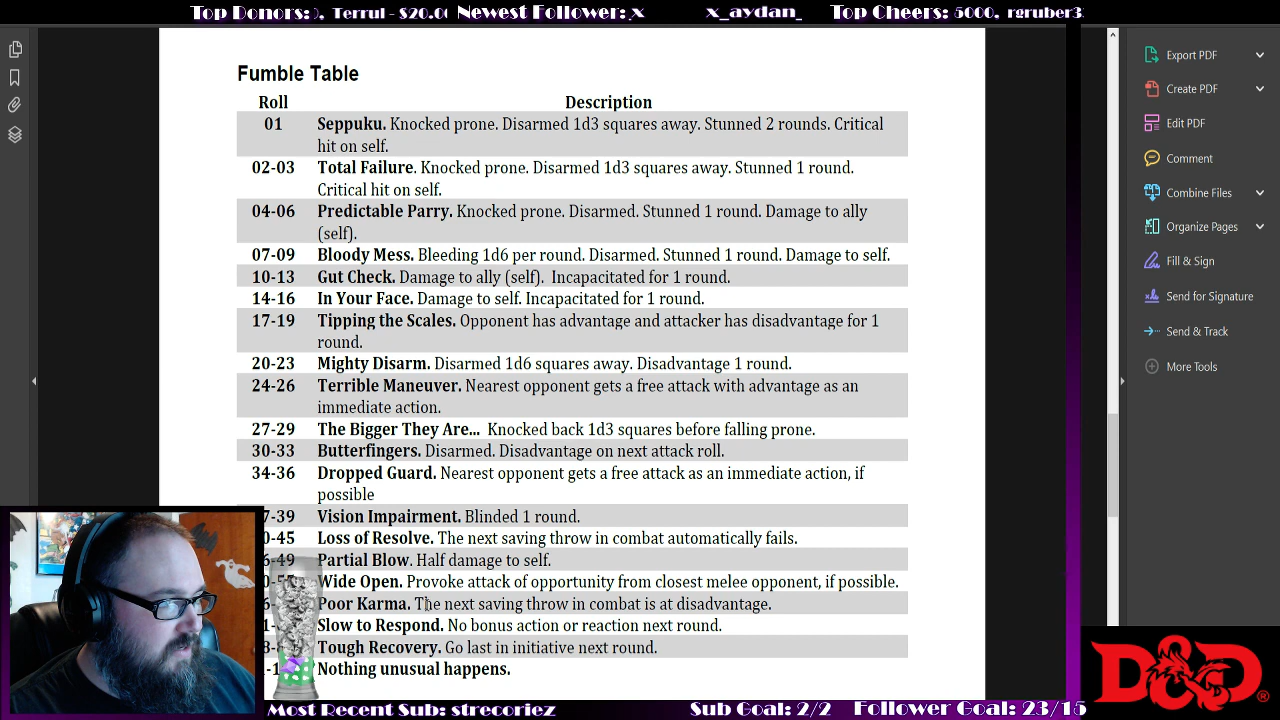 Top Donors: ), Terrul - $20.0 Newest Follower: x x_aydan_ Top Cheers: 5000, rgruber3
Fumble Table
Roll Description
01 Seppuku. Knocked prone. Disarmed 1d3 squares away. Stunned 2 rounds. Critical
hit on self.
02-03 Total Failure. Knocked prone. Disarmed 1d3 squares away. Stunned 1 round.
Critical hit on self.
04-06 Predictable Parry. Knocked prone. Disarmed. Stunned 1 round. Damage to ally
(self).
07-09 Bloody Mess. Bleeding 1d6 per round. Disarmed. Stunned 1 round. Damage to self.
10-13 Gut Check. Damage to ally (self). Incapacitated for 1 round.
14-16 In Your Face. Damage to self. Incapacitated for 1 round.
17-19 Tipping the Scales. Opponent has advantage and attacker has disadvantage for 1
round.
20-23 Mighty Disarm. Disarmed 1d6 squares away. Disadvantage 1 round.
24-26 Terrible Maneuver. Nearest opponent gets a free attack with advantage as an
immediate action.
27-29 The Bigger They Are... Knocked back 1d3 squares before falling prone.
30-33 Butterfingers. Disarmed. Disadvantage on next attack roll.
34-36 Dropped Guard. Nearest opponent gets a free attack as an immediate action, if
possible
7-39 Vision Impairment. Blinded 1 round.
0-45 Loss of Resolve. The next saving throw in combat automatically fails.
6-49 Partial Blow. Half damage to self.
Wide Open. Provoke attack of opportunity from closest melee opponent, if possible.
Poor Karma. The next saving throw in combat is at disadvantage.
Slow to Respond. No bonus action or reaction next round.
Tough Recovery. Go last in initiative next round.
Nothing unusual happens.
Export PDF
Create PDF
Edit PDF
Comment
Combine Files
Organize Pages
Fill & Sign
Send for Signature
Send & Track
More Tools
D&D
Most Recent Sub: strecoriez Sub Goal: 2/2 Follower Goal: 23/15